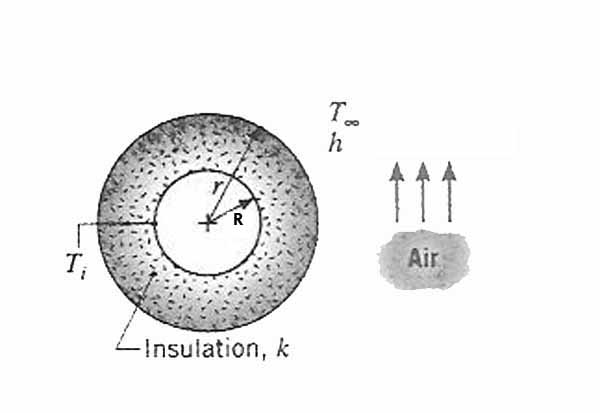 T∞
h
r
R
Air
Ti
Insulation, k